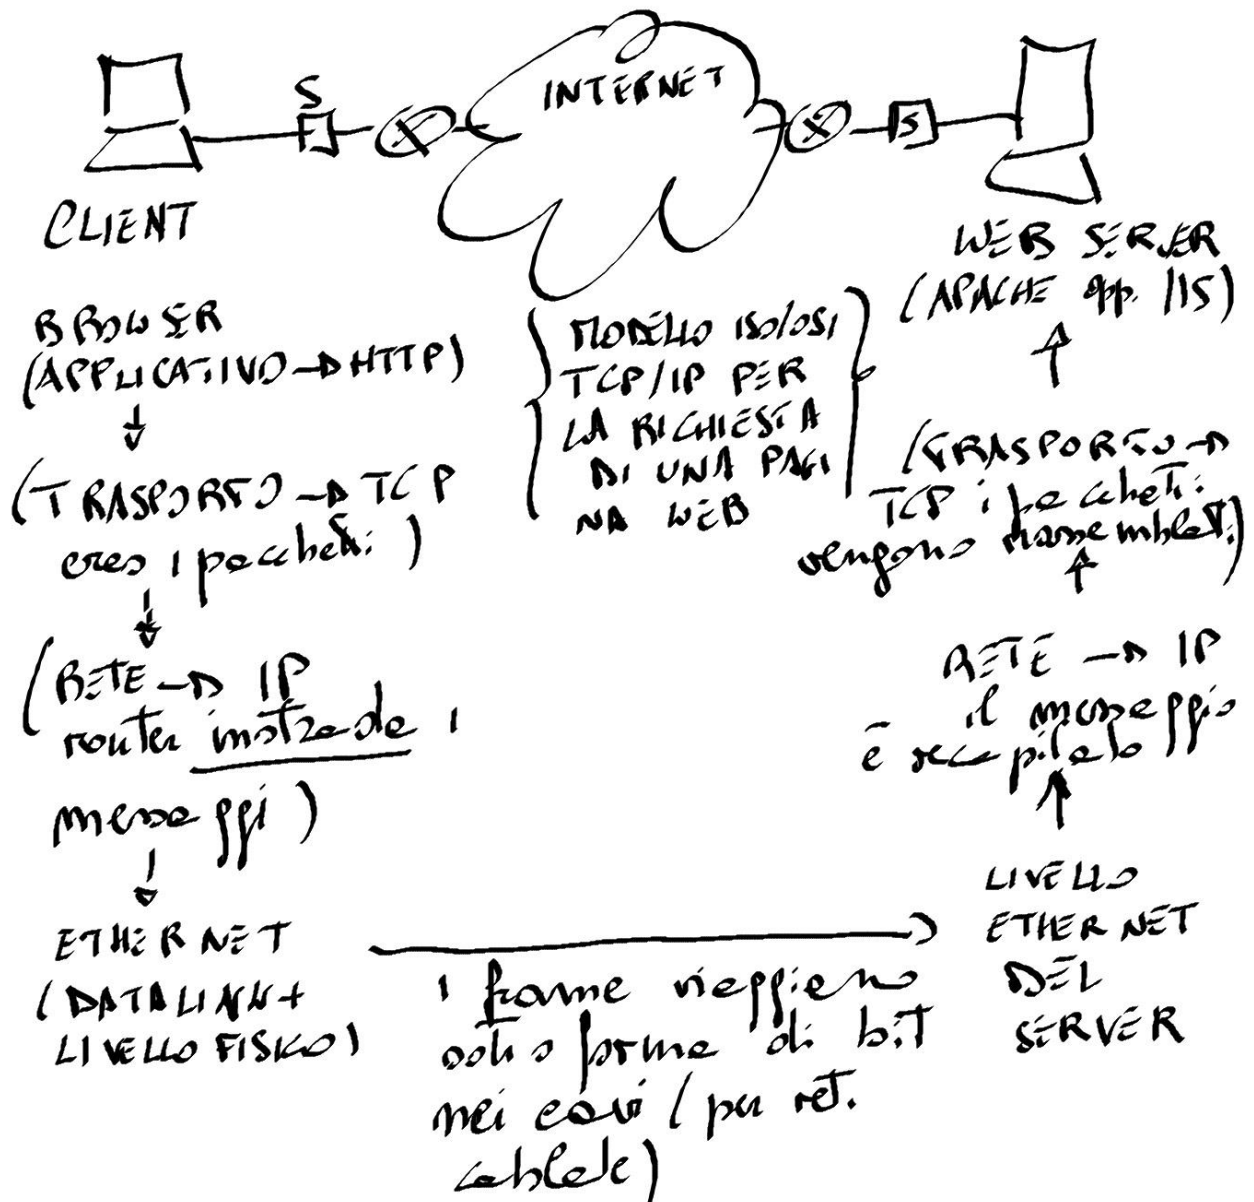 S
INTERNET
S
CLIENT
WEB SERVER
(APACHE opp. IIS)
BROWSER
(APPLICATIVO → HTTP)
(TRASPORTO → TCP
crea i pacchetti)
(RETE → IP
router instrada i
messaggi)
ETHERNET
(DATALINK +
LIVELLO FISICO)
MODELLO ISO/OSI
TCP/IP PER
LA RICHIESTA
DI UNA PAGI
NA WEB
(TRASPORTO →
TCP i pacchetti
vengono riassemblati)
RETE → IP
il messaggio
è recapitato
LIVELLO
ETHERNET
DEL
SERVER
i frame viaggiano
sotto forma di bit
nei cavi (per reti
cablate)